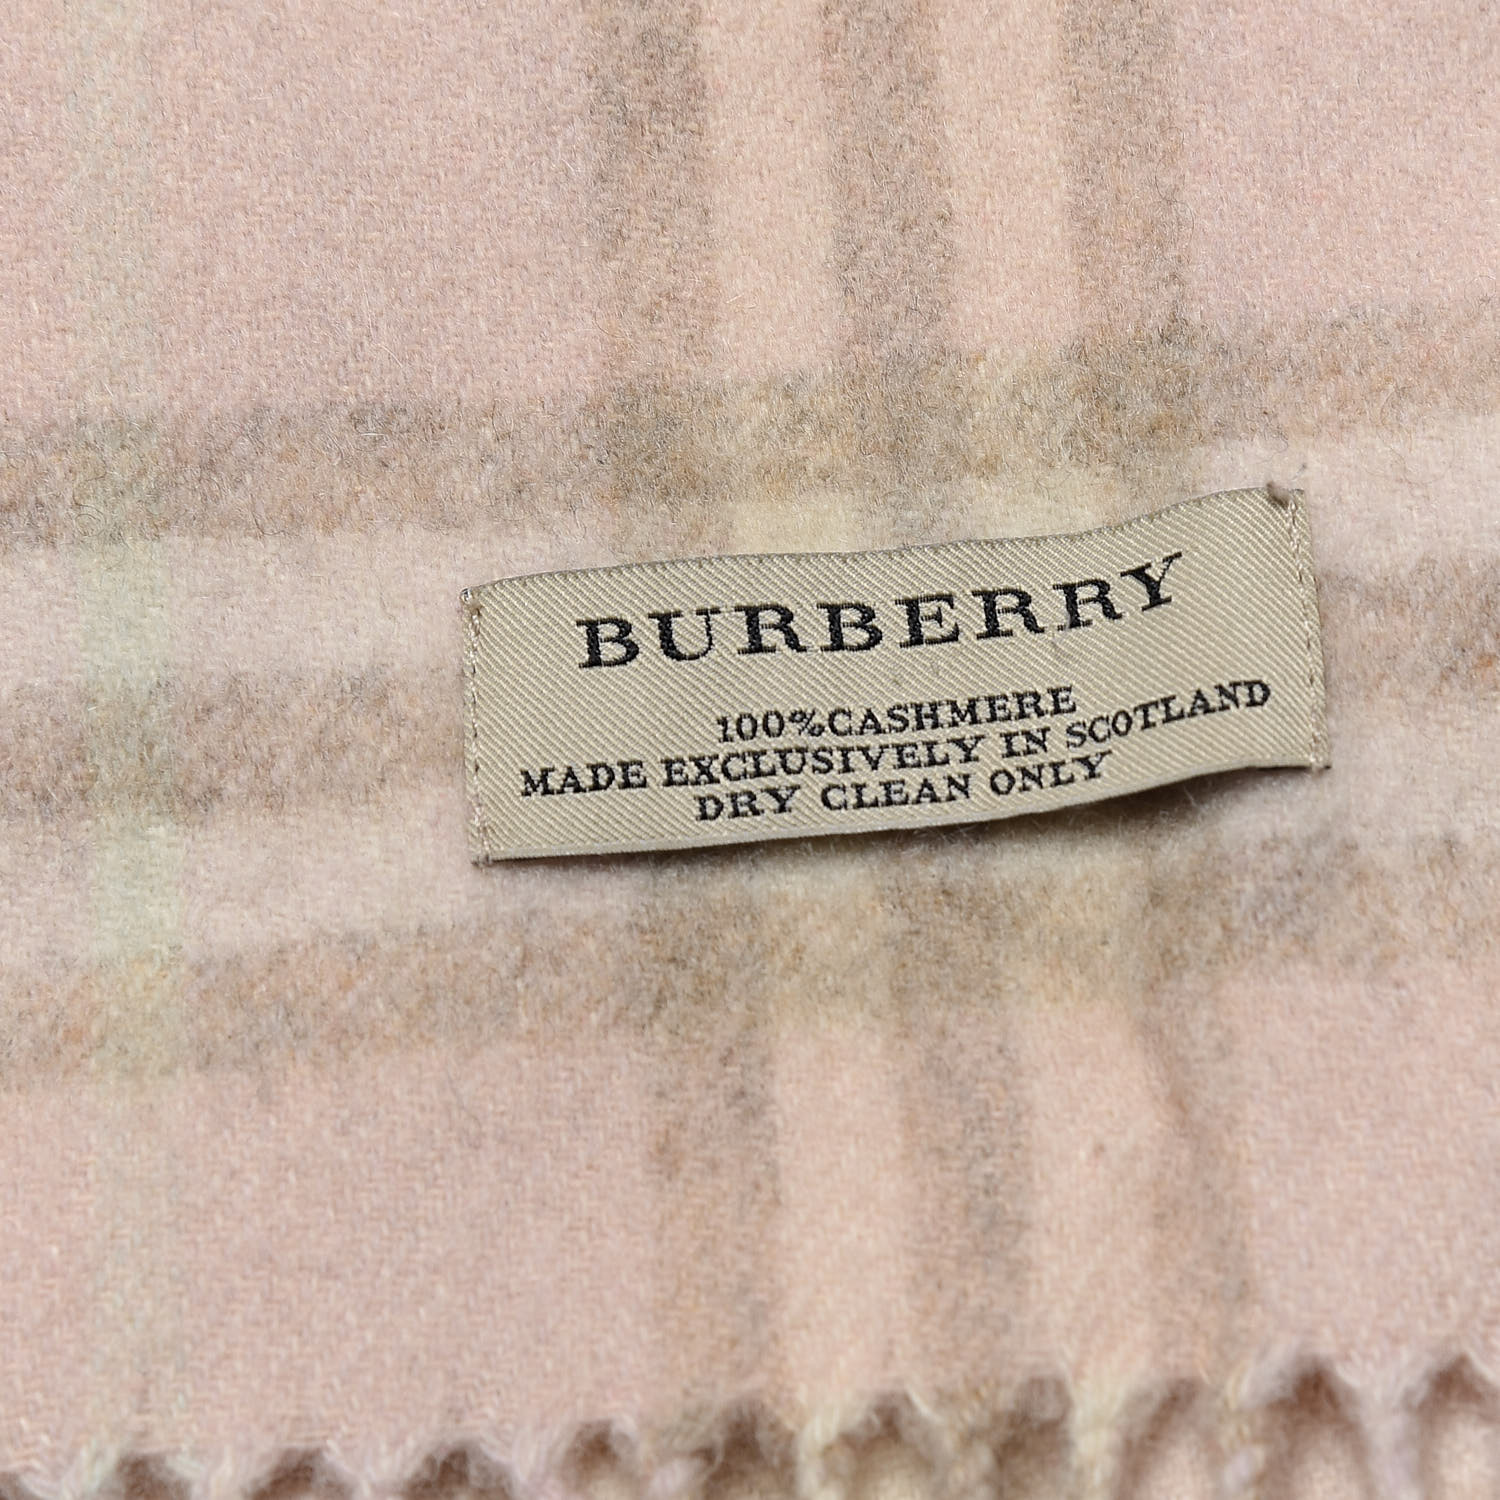 BURBERRY
100%CASHMERE
MADE EXCLUSIVELY IN SCOTLAND
DRY CLEAN ONLY